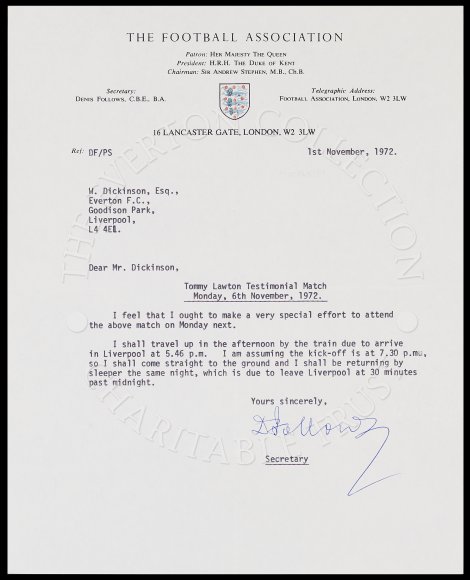 THE FOOTBALL ASSOCIATION
Patron: HER MAJESTY THE QUEEN
President: H.R.H. THE DUKE OF KENT
Chairman: SIR ANDREW STEPHEN, M.B., CH.B.
Secretary:
DENIS FOLLOWS, C.B.E., B.A.
Telegraphic Address:
FOOTBALL ASSOCIATION, LONDON, W2 3LW
16 LANCASTER GATE, LONDON, W2 3LW
Ref: DF/PS
1st November, 1972.
W. Dickinson, Esq.,
Everton F.C.,
Goodison Park,
Liverpool,
L4 4EL.
Dear Mr. Dickinson,
Tommy Lawton Testimonial Match
Monday, 6th November, 1972.
I feel that I ought to make a very special effort to attend
the above match on Monday next.
I shall travel up in the afternoon by the train due to arrive
in Liverpool at 5.46 p.m. I am assuming the kick-off is at 7.30 p.m.,
so I shall come straight to the ground and I shall be returning by
sleeper the same night, which is due to leave Liverpool at 30 minutes
past midnight.
Yours sincerely,
D Follows
Secretary
THE EVERTON COLLECTION
CHARITABLE TRUST